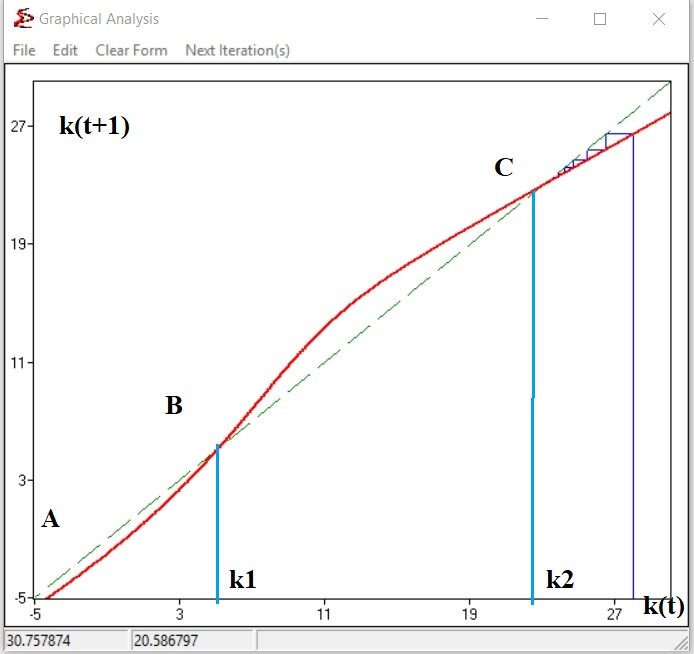 Graphical Analysis
File Edit Clear Form Next Iteration(s)
k(t+1)
27
C
19
11
B
3
A
k1
k2
-5
k(t)
-5 3 11 19 27
30.757874 20.586797